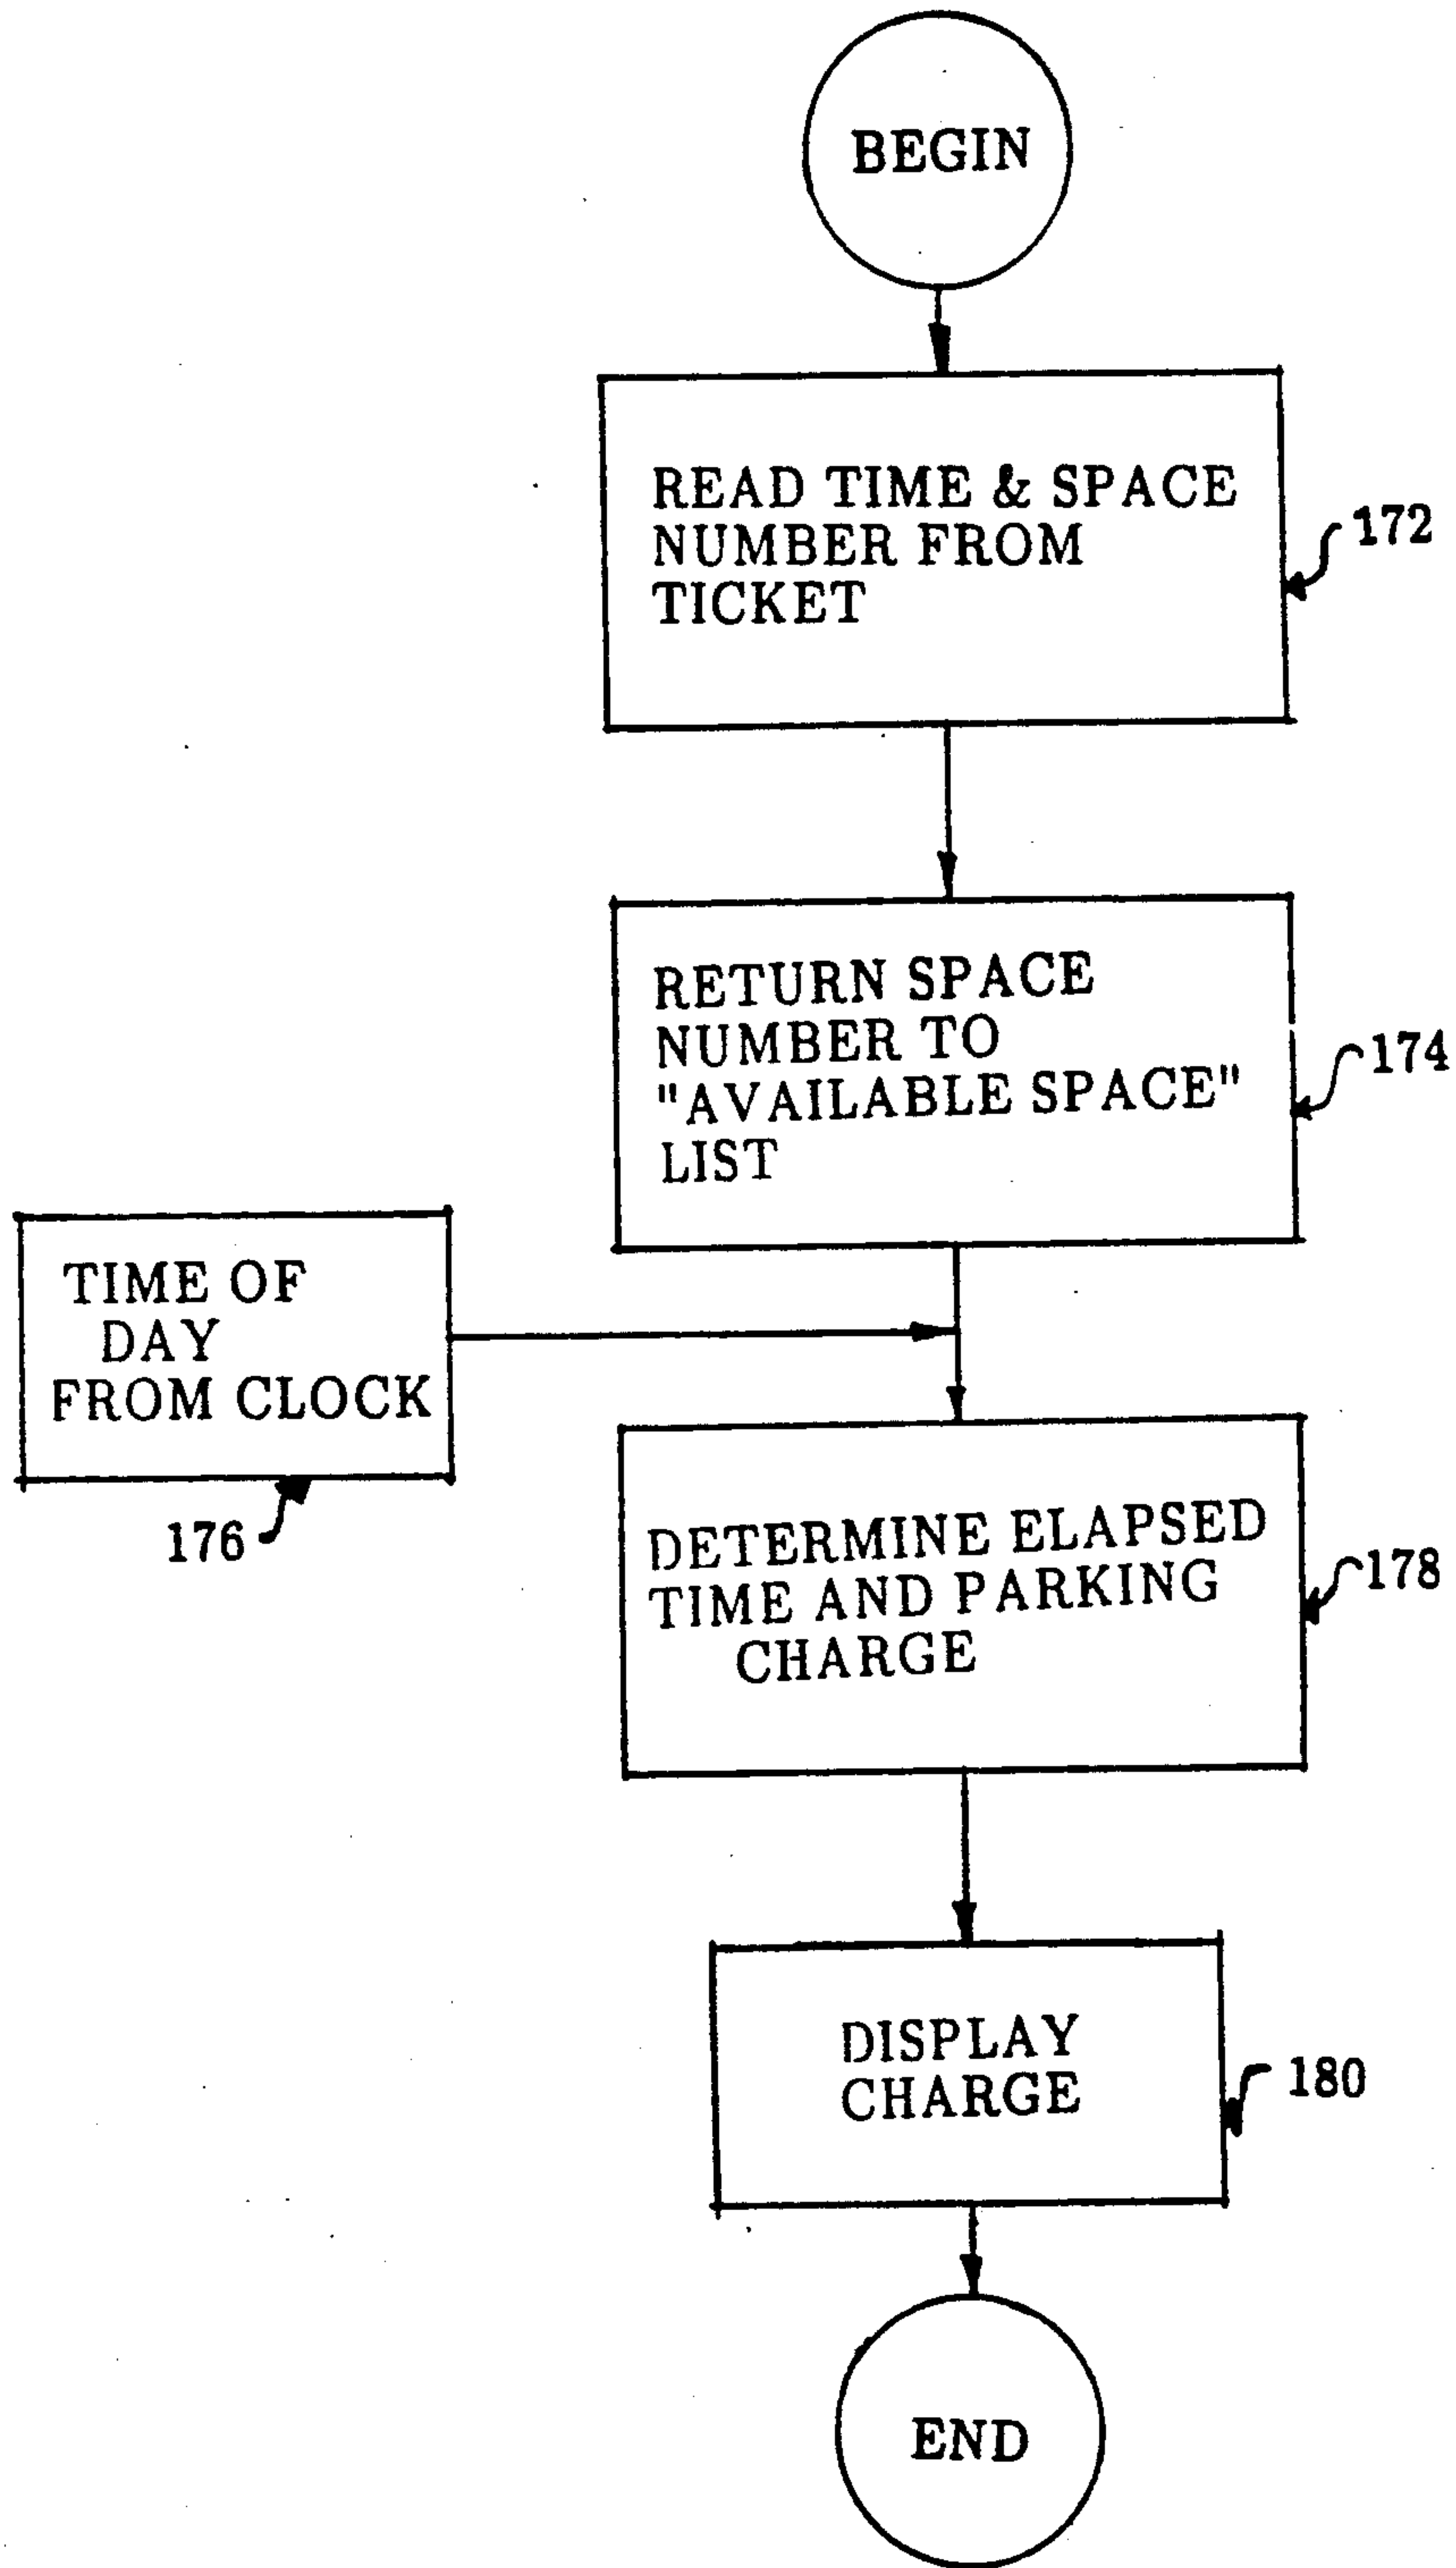 BEGIN
READ TIME & SPACE
NUMBER FROM
TICKET
172
RETURN SPACE
NUMBER TO
"AVAILABLE SPACE"
LIST
174
TIME OF
DAY
FROM CLOCK
176
DETERMINE ELAPSED
TIME AND PARKING
CHARGE
178
DISPLAY
CHARGE
180
END